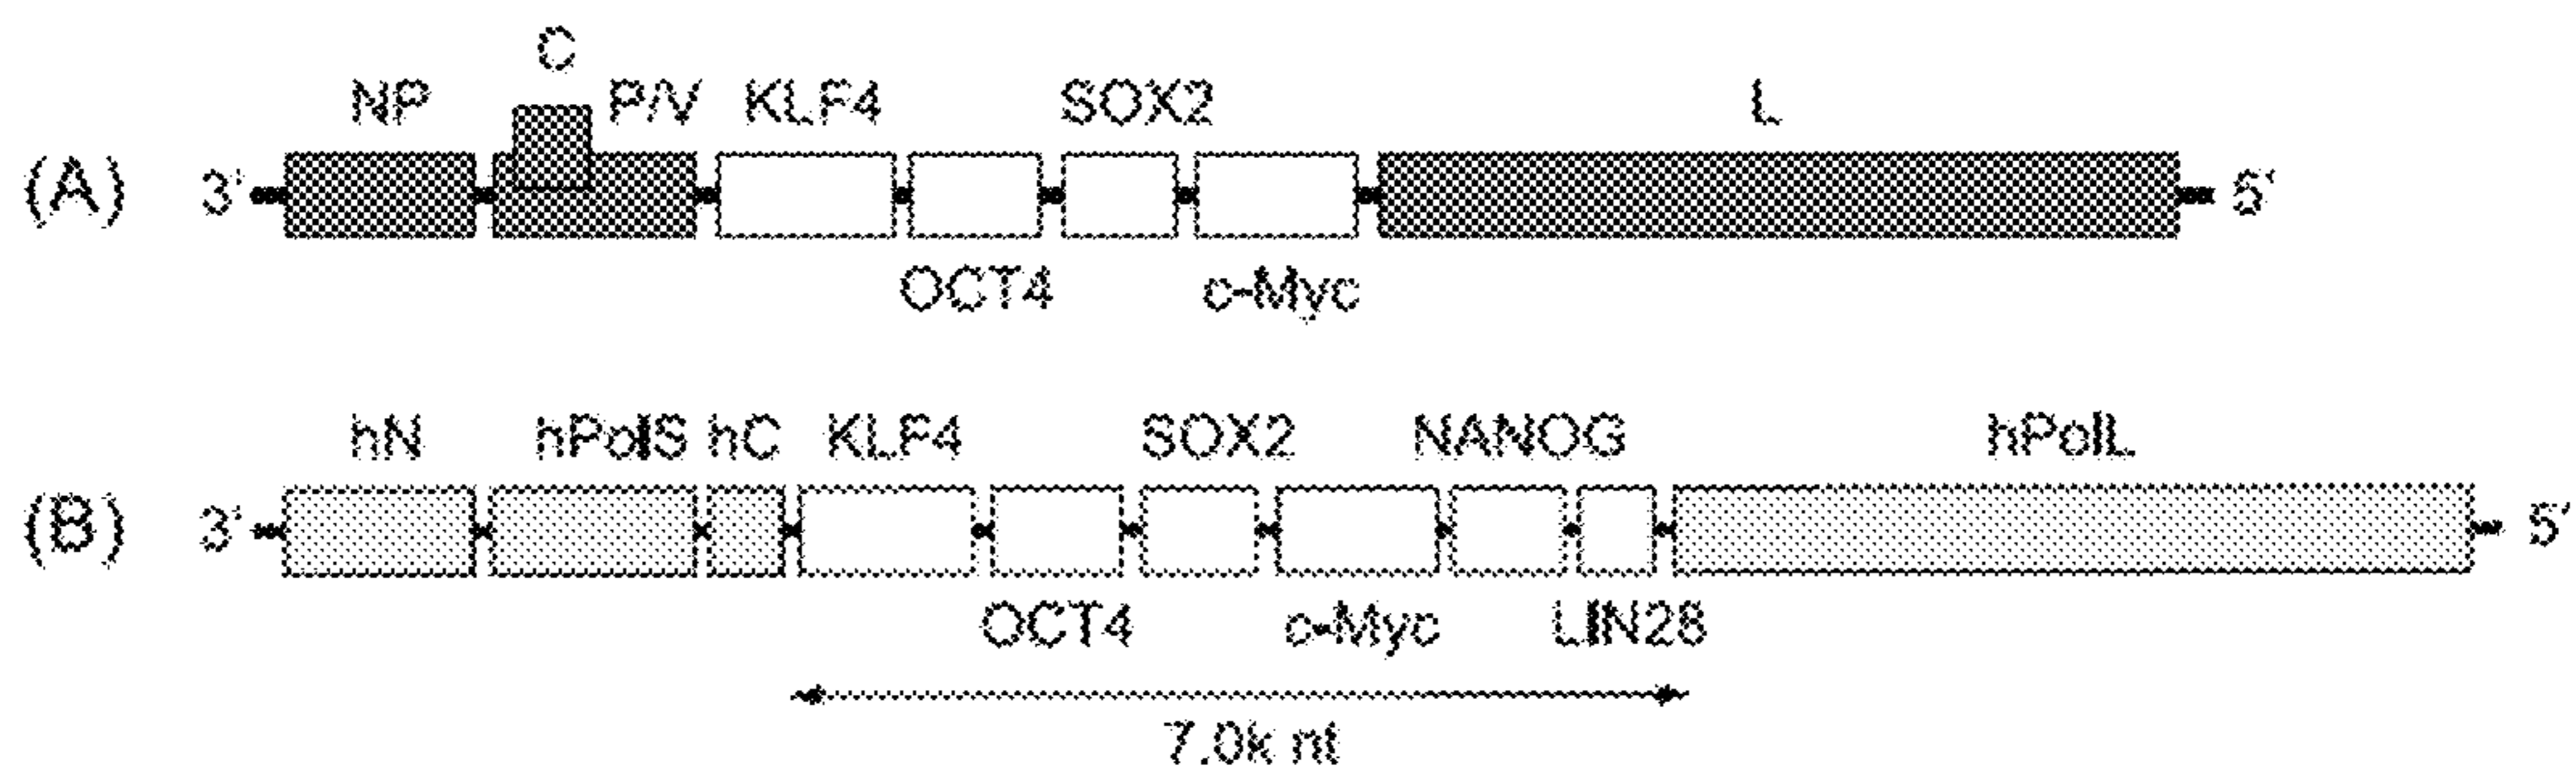 C
NP P/V KLF4 SOX2 L
(A) 3' 5'
OCT4 c-Myc
hN hPolS hC KLF4 SOX2 NANOG hPolL
(B) 3' 5'
OCT4 c-Myc LIN28
7.0k nt